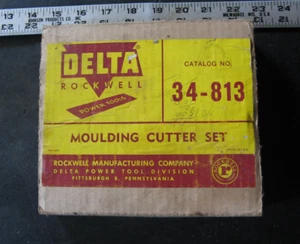 DELTA
ROCKWELL
POWER TOOLS
CATALOG NO.
34-813
MOULDING CUTTER SET
ROCKWELL MANUFACTURING COMPANY
DELTA POWER TOOL DIVISION
PITTSBURGH 8, PENNSYLVANIA